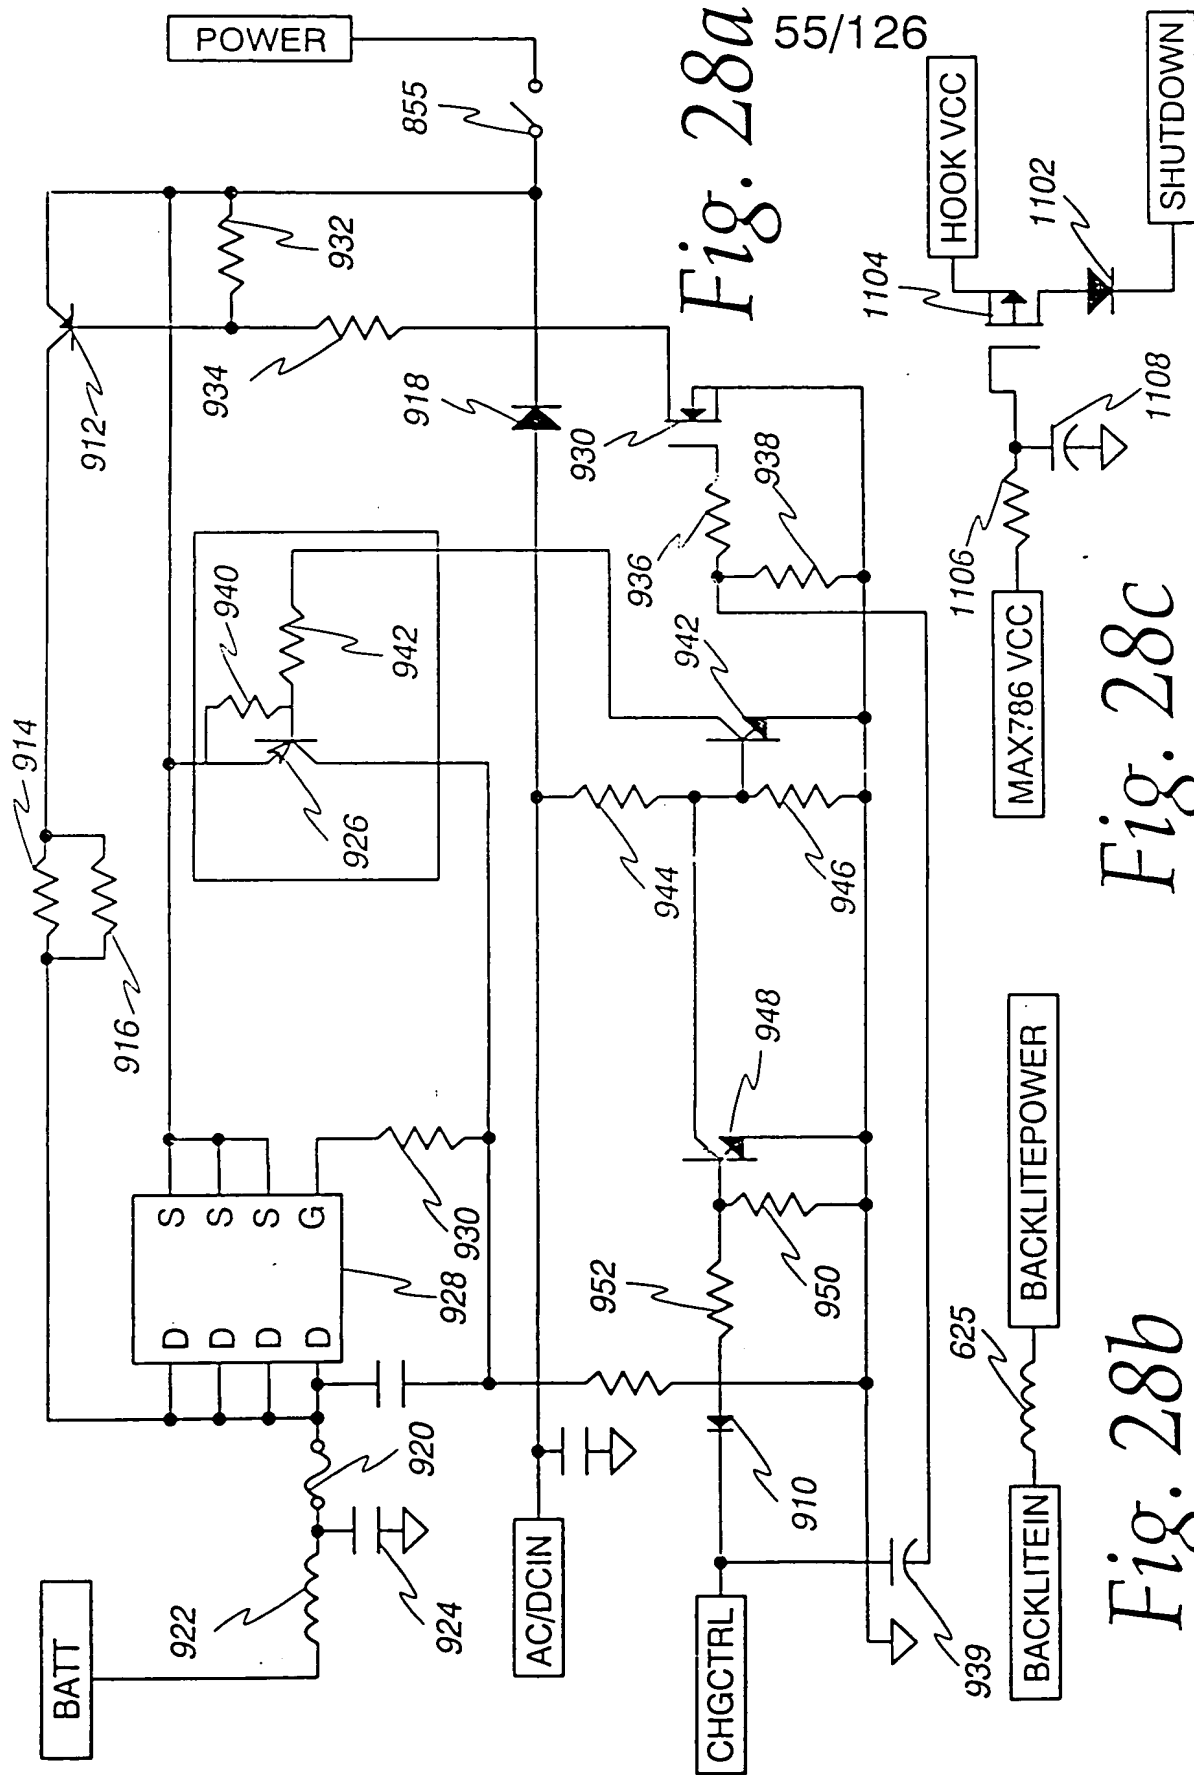 55/126
POWER
855
932
934
912
918
930
938
936
940
942
926
942
914
916
944
946
948
S
S
S
G
D
D
D
D
928
930
952
950
920
922
924
910
939
BATT
AC/DCIN
CHGCTRL
Fig. 28a
BACKLITEIN
625
BACKLITEPOWER
Fig. 28b
MAX786 VCC
1106
1108
1104
1102
HOOK VCC
SHUTDOWN
Fig. 28c